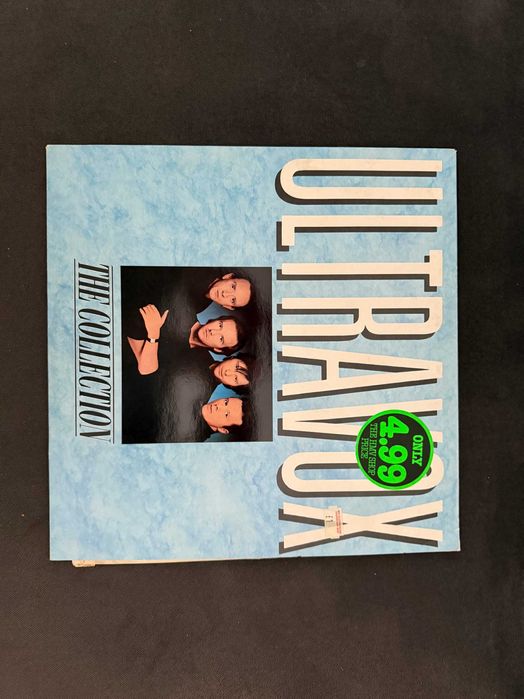 ULTRAVOX
ONLY
4.99
THE HMV SHOP
PRICE
THE COLLECTION